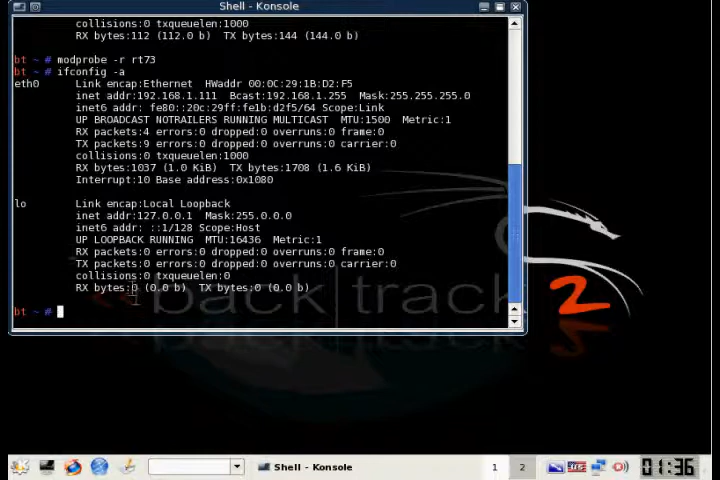 Shell - Konsole
collisions:0 txqueuelen:1000
RX bytes:112 (112.0 b)  TX bytes:144 (144.0 b)
bt ~ # modprobe -r rt73
bt ~ # ifconfig -a
eth0      Link encap:Ethernet  HWaddr 00:0C:29:1B:D2:F5
inet addr:192.168.1.111  Bcast:192.168.1.255  Mask:255.255.255.0
inet6 addr: fe80::20c:29ff:fe1b:d2f5/64 Scope:Link
UP BROADCAST NOTRAILERS RUNNING MULTICAST  MTU:1500  Metric:1
RX packets:4 errors:0 dropped:0 overruns:0 frame:0
TX packets:9 errors:0 dropped:0 overruns:0 carrier:0
collisions:0 txqueuelen:1000
RX bytes:1037 (1.0 KiB)  TX bytes:1708 (1.6 KiB)
Interrupt:10 Base address:0x1080
lo        Link encap:Local Loopback
inet addr:127.0.0.1  Mask:255.0.0.0
inet6 addr: ::1/128 Scope:Host
UP LOOPBACK RUNNING  MTU:16436  Metric:1
RX packets:0 errors:0 dropped:0 overruns:0 frame:0
TX packets:0 errors:0 dropped:0 overruns:0 carrier:0
collisions:0 txqueuelen:0
RX bytes:0 (0.0 b)  TX bytes:0 (0.0 b)
bt ~ #
<< back|track 2
Shell - Konsole
1 2
01:36